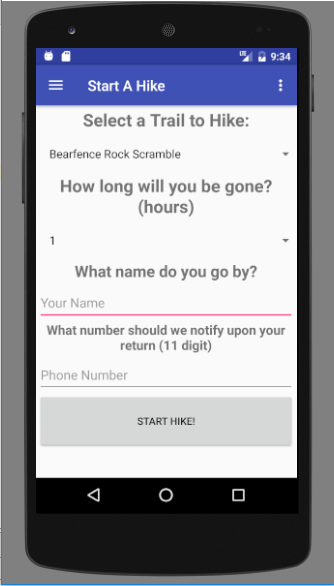 LTE 9:34
Start A Hike
Select a Trail to Hike:
Bearfence Rock Scramble
How long will you be gone?
(hours)
1
What name do you go by?
Your Name
What number should we notify upon your
return (11 digit)
Phone Number
START HIKE!